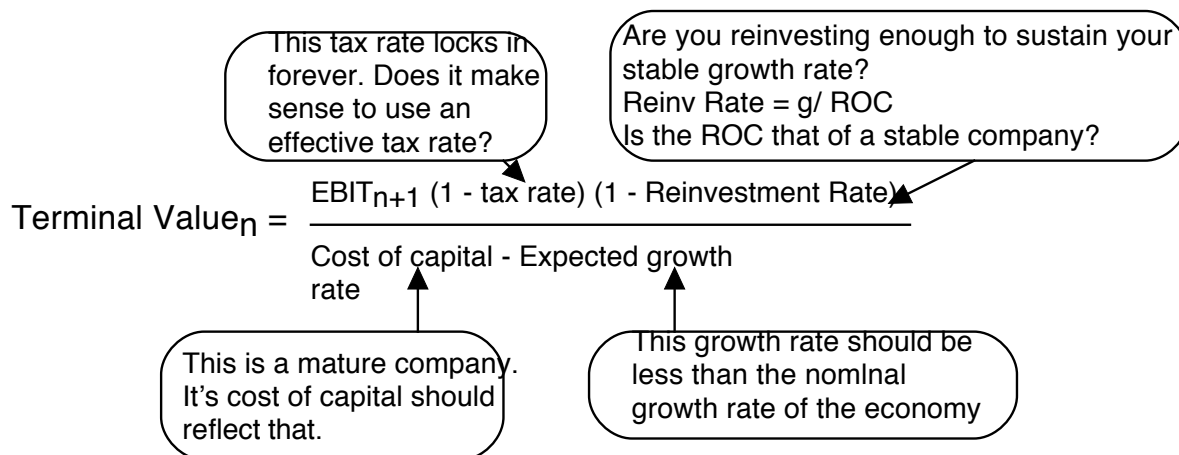 This tax rate locks in
forever. Does it make
sense to use an
effective tax rate?
Are you reinvesting enough to sustain your
stable growth rate?
Reinv Rate = g/ ROC
Is the ROC that of a stable company?
Terminal Valueₙ =
EBITₙ₊₁ (1 - tax rate) (1 - Reinvestment Rate)
Cost of capital - Expected growth
rate
This is a mature company.
It’s cost of capital should
reflect that.
This growth rate should be
less than the nomlnal
growth rate of the economy